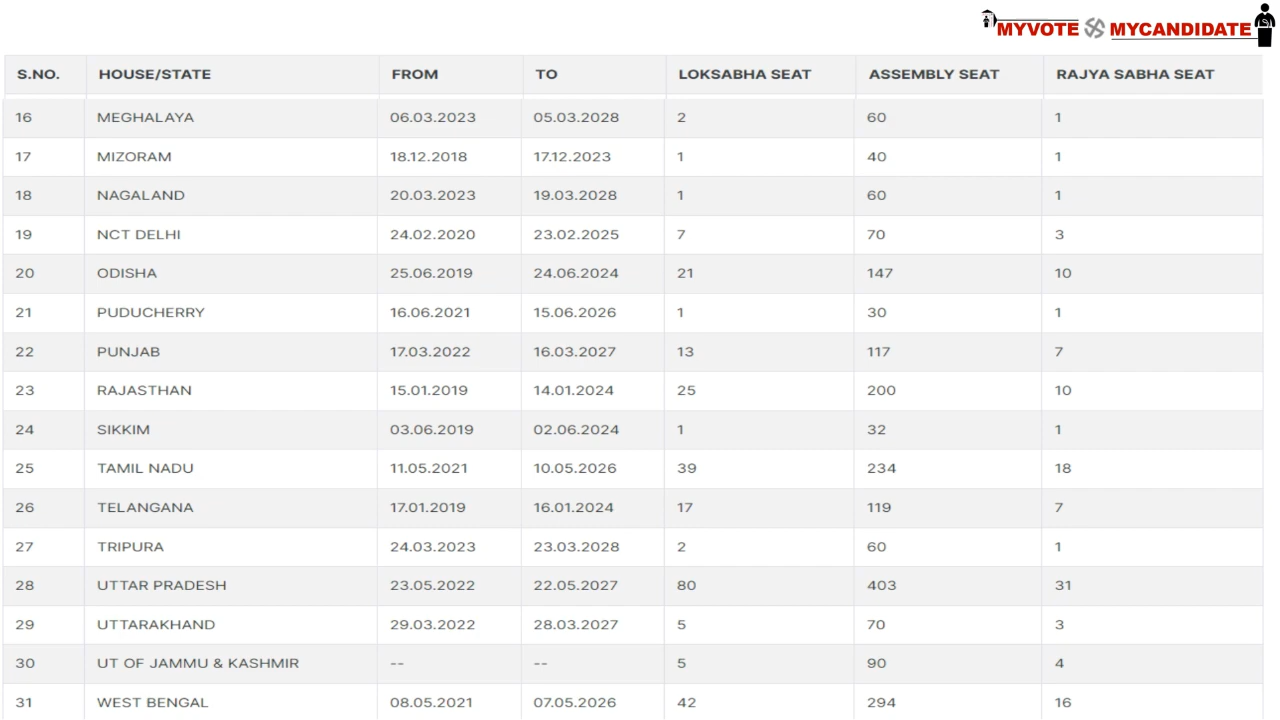 MYVOTE MYCANDIDATE
S.NO. HOUSE/STATE FROM TO LOKSABHA SEAT ASSEMBLY SEAT RAJYA SABHA SEAT
16 MEGHALAYA 06.03.2023 05.03.2028 2 60 1
17 MIZORAM 18.12.2018 17.12.2023 1 40 1
18 NAGALAND 20.03.2023 19.03.2028 1 60 1
19 NCT DELHI 24.02.2020 23.02.2025 7 70 3
20 ODISHA 25.06.2019 24.06.2024 21 147 10
21 PUDUCHERRY 16.06.2021 15.06.2026 1 30 1
22 PUNJAB 17.03.2022 16.03.2027 13 117 7
23 RAJASTHAN 15.01.2019 14.01.2024 25 200 10
24 SIKKIM 03.06.2019 02.06.2024 1 32 1
25 TAMIL NADU 11.05.2021 10.05.2026 39 234 18
26 TELANGANA 17.01.2019 16.01.2024 17 119 7
27 TRIPURA 24.03.2023 23.03.2028 2 60 1
28 UTTAR PRADESH 23.05.2022 22.05.2027 80 403 31
29 UTTARAKHAND 29.03.2022 28.03.2027 5 70 3
30 UT OF JAMMU & KASHMIR -- -- 5 90 4
31 WEST BENGAL 08.05.2021 07.05.2026 42 294 16